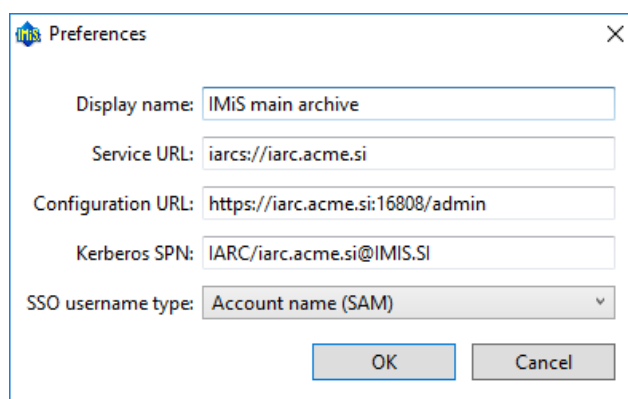 IMiS Preferences
Display name: IMiS main archive
Service URL: iarcs://iarc.acme.si
Configuration URL: https://iarc.acme.si:16808/admin
Kerberos SPN: IARC/iarc.acme.si@IMIS.SI
SSO username type: Account name (SAM)
OK Cancel